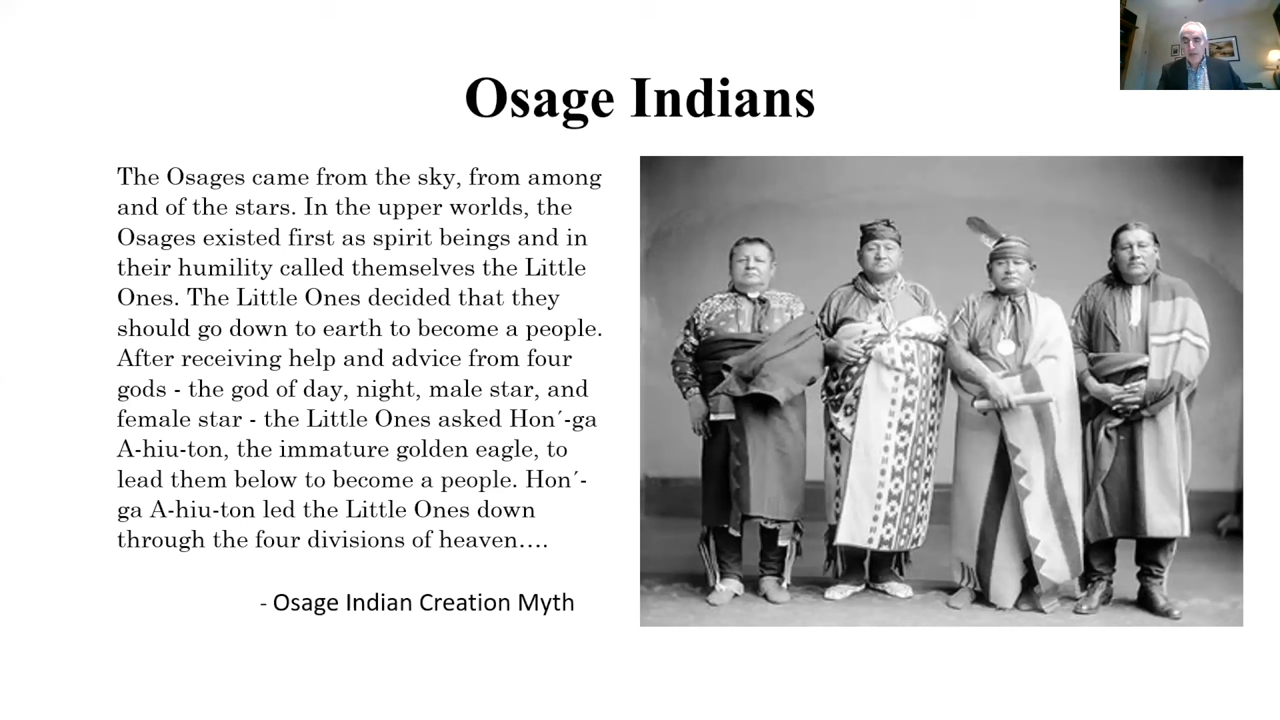 Osage Indians
The Osages came from the sky, from among
and of the stars. In the upper worlds, the
Osages existed first as spirit beings and in
their humility called themselves the Little
Ones. The Little Ones decided that they
should go down to earth to become a people.
After receiving help and advice from four
gods - the god of day, night, male star, and
female star - the Little Ones asked Hon´-ga
A-hiu-ton, the immature golden eagle, to
lead them below to become a people. Hon´-
ga A-hiu-ton led the Little Ones down
through the four divisions of heaven….
- Osage Indian Creation Myth